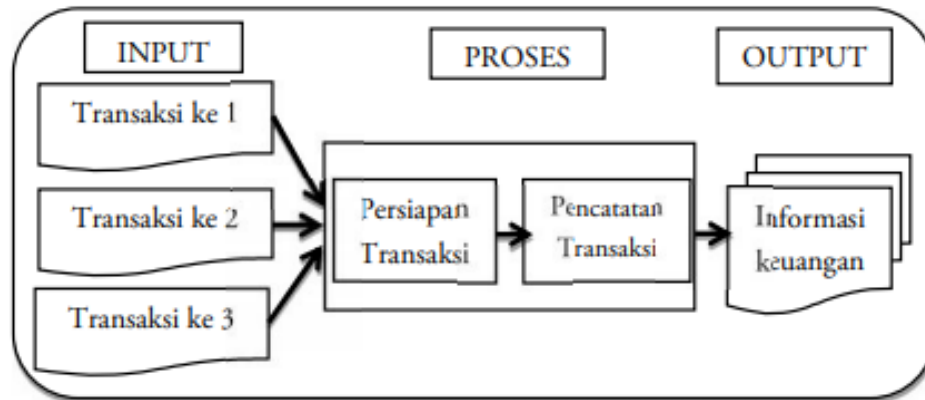 INPUT
PROSES
OUTPUT
Transaksi ke 1
Transaksi ke 2
Transaksi ke 3
Persiapan
Transaksi
Pencatatan
Transaksi
Informasi
keuangan